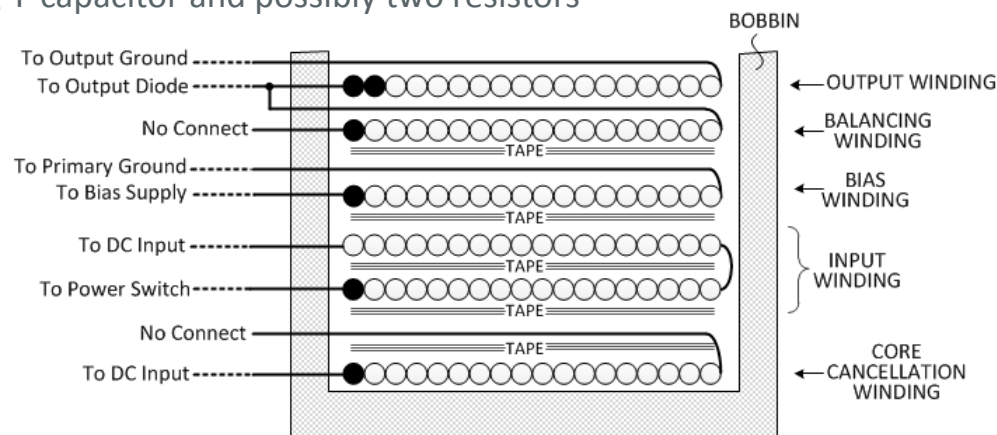 Y capacitor and possibly two resistors
BOBBIN
To Output Ground
To Output Diode
OUTPUT WINDING
No Connect
BALANCING
WINDING
TAPE
To Primary Ground
To Bias Supply
BIAS
WINDING
TAPE
To DC Input
TAPE
INPUT
WINDING
To Power Switch
TAPE
No Connect
TAPE
To DC Input
CORE
CANCELLATION
WINDING